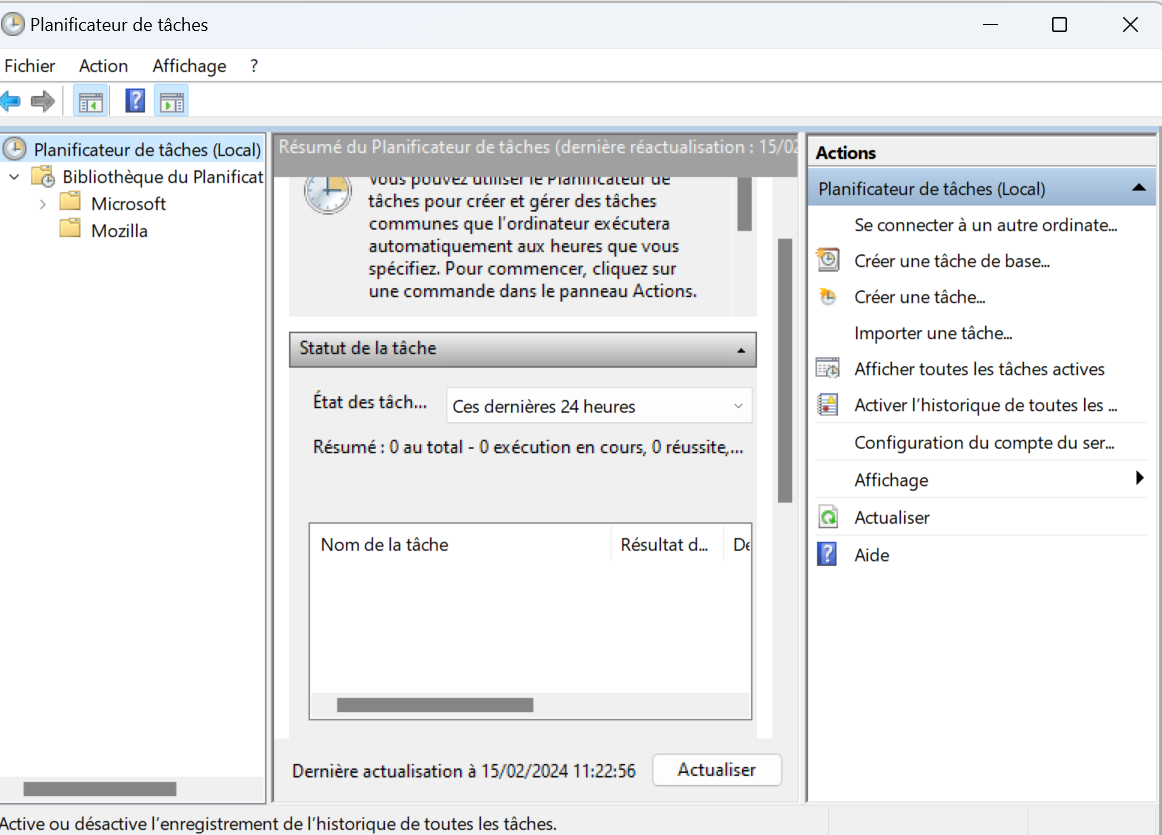 Planificateur de tâches
Fichier Action Affichage ?
Planificateur de tâches (Local)
Bibliothèque du Planificat
Microsoft
Mozilla
Résumé du Planificateur de tâches (dernière réactualisation : 15/02
Vous pouvez utiliser le Planificateur de
tâches pour créer et gérer des tâches
communes que l'ordinateur exécutera
automatiquement aux heures que vous
spécifiez. Pour commencer, cliquez sur
une commande dans le panneau Actions.
Statut de la tâche
État des tâch...
Ces dernières 24 heures
Résumé : 0 au total - 0 exécution en cours, 0 réussite,...
Nom de la tâche Résultat d... De
Dernière actualisation à 15/02/2024 11:22:56
Actualiser
Actions
Planificateur de tâches (Local)
Se connecter à un autre ordinate...
Créer une tâche de base...
Créer une tâche...
Importer une tâche...
Afficher toutes les tâches actives
Activer l'historique de toutes les ...
Configuration du compte du ser...
Affichage
Actualiser
Aide
Active ou désactive l'enregistrement de l'historique de toutes les tâches.